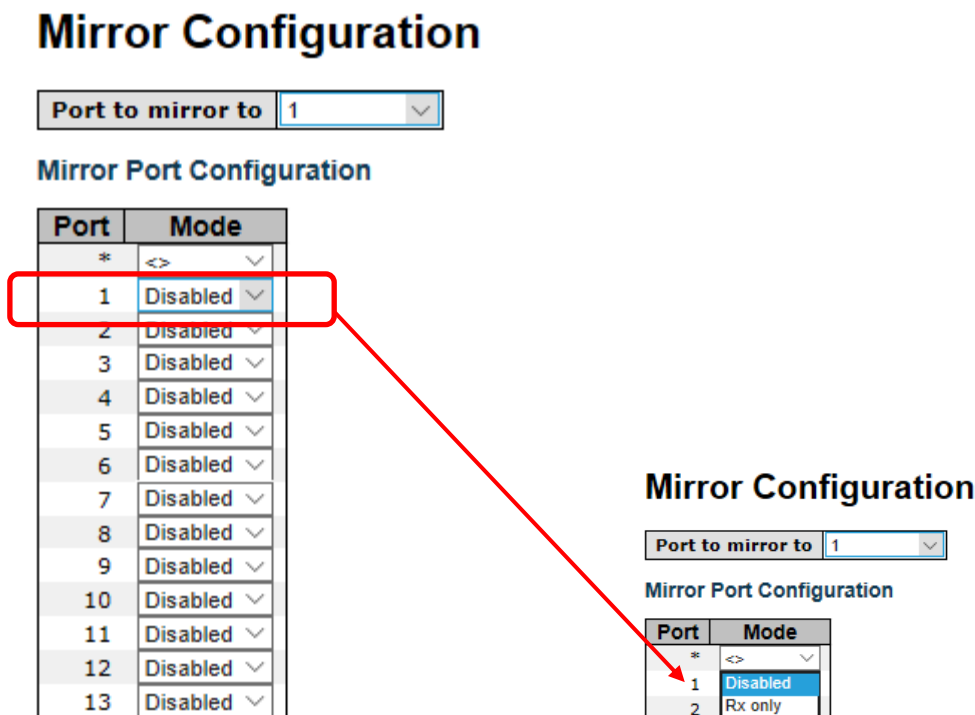 Mirror Configuration
Port to mirror to 1
Mirror Port Configuration
Port Mode
* <>
1 Disabled
2 Disabled
3 Disabled
4 Disabled
5 Disabled
6 Disabled
7 Disabled
8 Disabled
9 Disabled
10 Disabled
11 Disabled
12 Disabled
13 Disabled
Mirror Configuration
Port to mirror to 1
Mirror Port Configuration
Port Mode
* <>
1 Disabled
2 Rx only